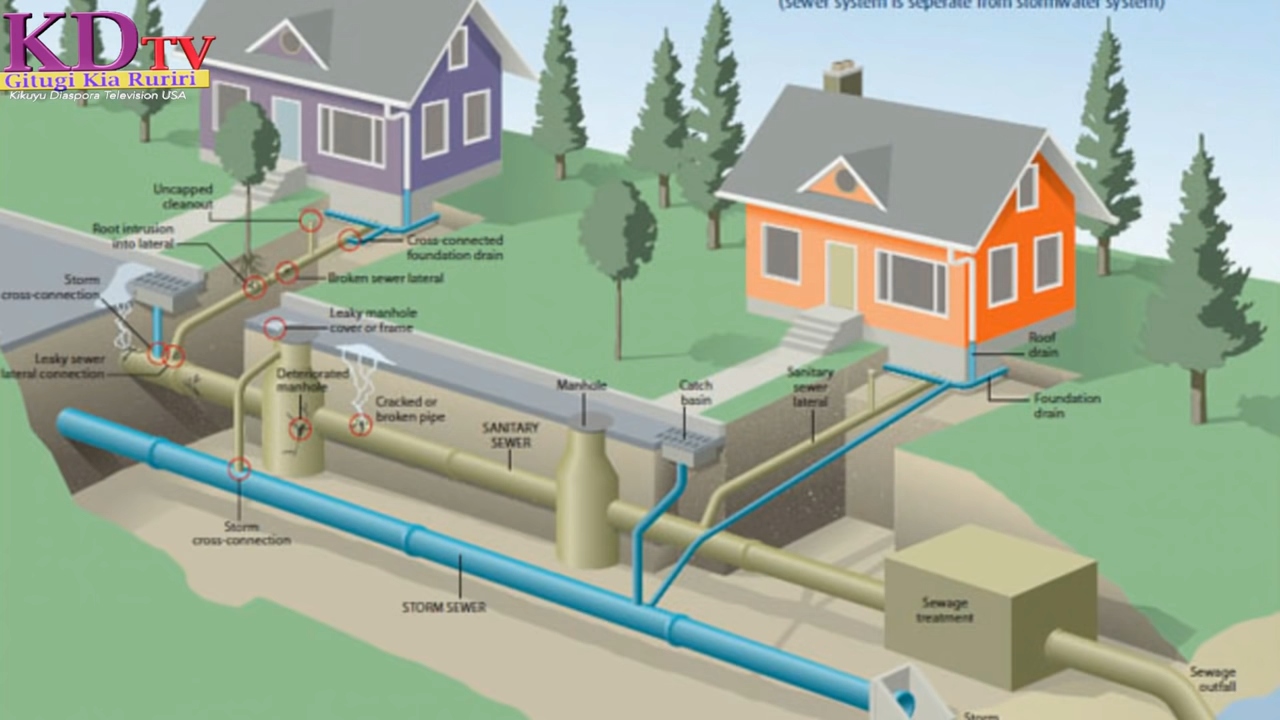 (sewer system is seperate from stormwater system)
KDTV
Gitugi Kia Ruriri
Kikuyu Diaspora Television USA
Uncapped
cleanout
Root intrusion
into lateral
Cross-connected
foundation drain
Storm
cross-connection
Broken sewer lateral
Leaky manhole
cover or frame
Leaky sewer
lateral connection
Deteriorated
manhole
Cracked or
broken pipe
SANITARY
SEWER
Manhole
Catch
basin
Sanitary
sewer
lateral
Roof
drain
Foundation
drain
Storm
cross-connection
STORM SEWER
Sewage
treatment
Sewage
outfall
Storm